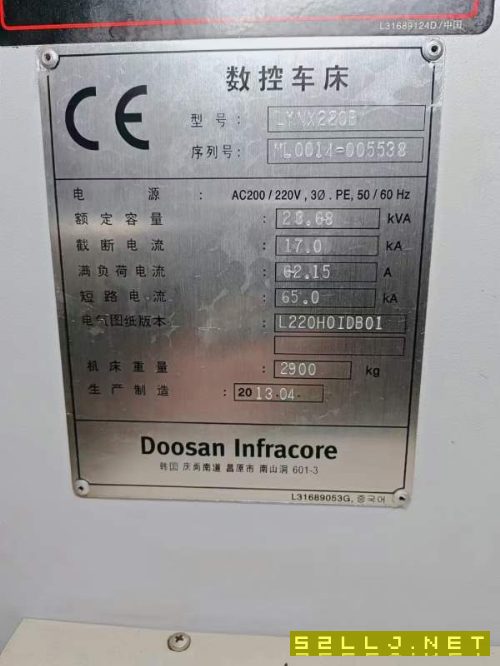 L31689124D/中国
CE
数控车床
型号: LYNX220B
序列号: ML0014-005538
电源: AC200/220V, 3Ø. PE, 50/60 Hz
额定容量: 23.68 kVA
截断电流: 17.0 kA
满负荷电流: 62.15 A
短路电流: 65.0 kA
电气图纸版本: L220H0IDB01
机床重量: 2900 kg
生产制造: 2013-04-
Doosan Infracore
韩国 庆尚南道 昌原市 南山洞 601-3
L31689053G, 중국어
52LLJ.NET